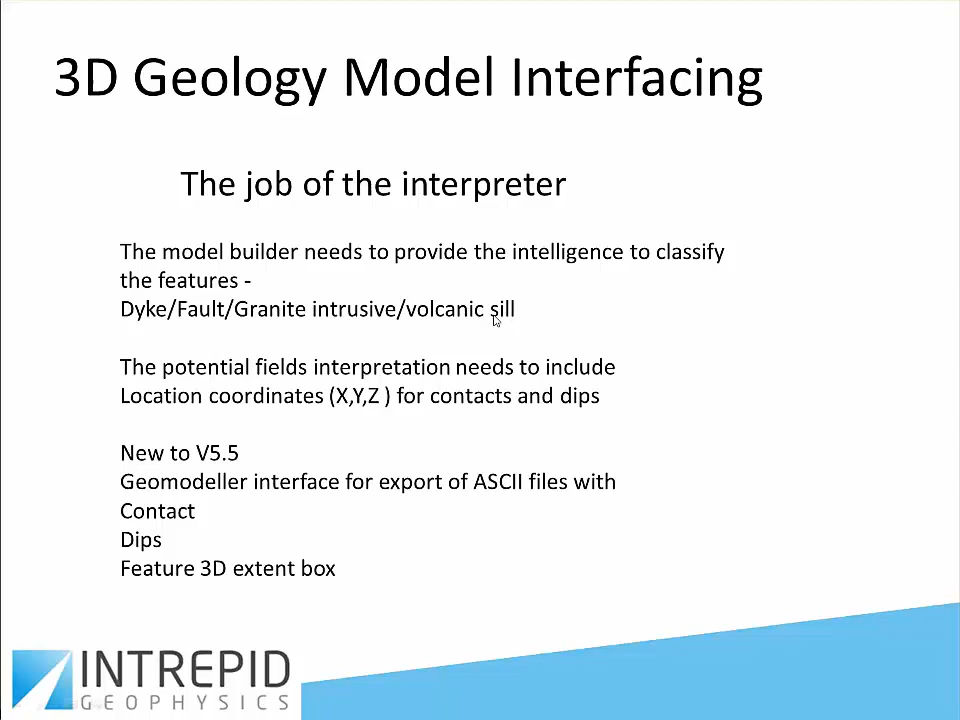 3D Geology Model Interfacing
The job of the interpreter
The model builder needs to provide the intelligence to classify
the features -
Dyke/Fault/Granite intrusive/volcanic sill
The potential fields interpretation needs to include
Location coordinates (X,Y,Z ) for contacts and dips
New to V5.5
Geomodeller interface for export of ASCII files with
Contact
Dips
Feature 3D extent box
INTREPID
GEOPHYSICS